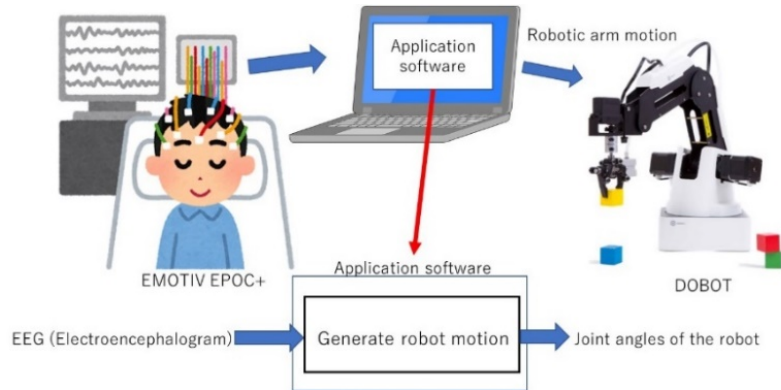 Application
software
Robotic arm motion
EMOTIV EPOC+
DOBOT
Application software
EEG (Electroencephalogram)
Generate robot motion
Joint angles of the robot